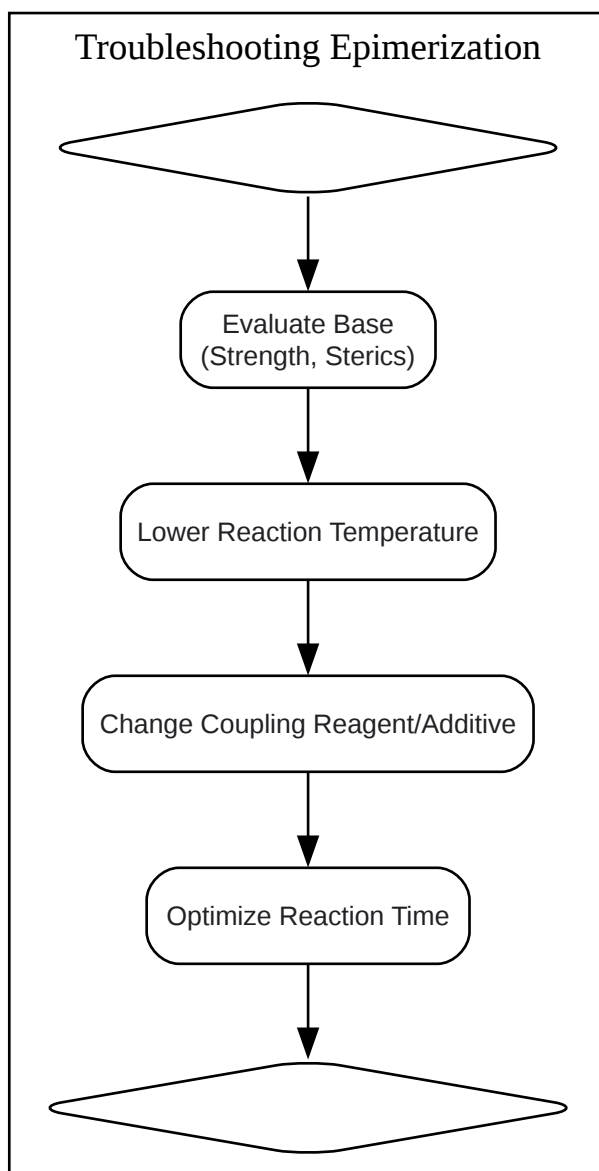 Troubleshooting Epimerization
Evaluate Base
(Strength, Sterics)
Lower Reaction Temperature
Change Coupling Reagent/Additive
Optimize Reaction Time